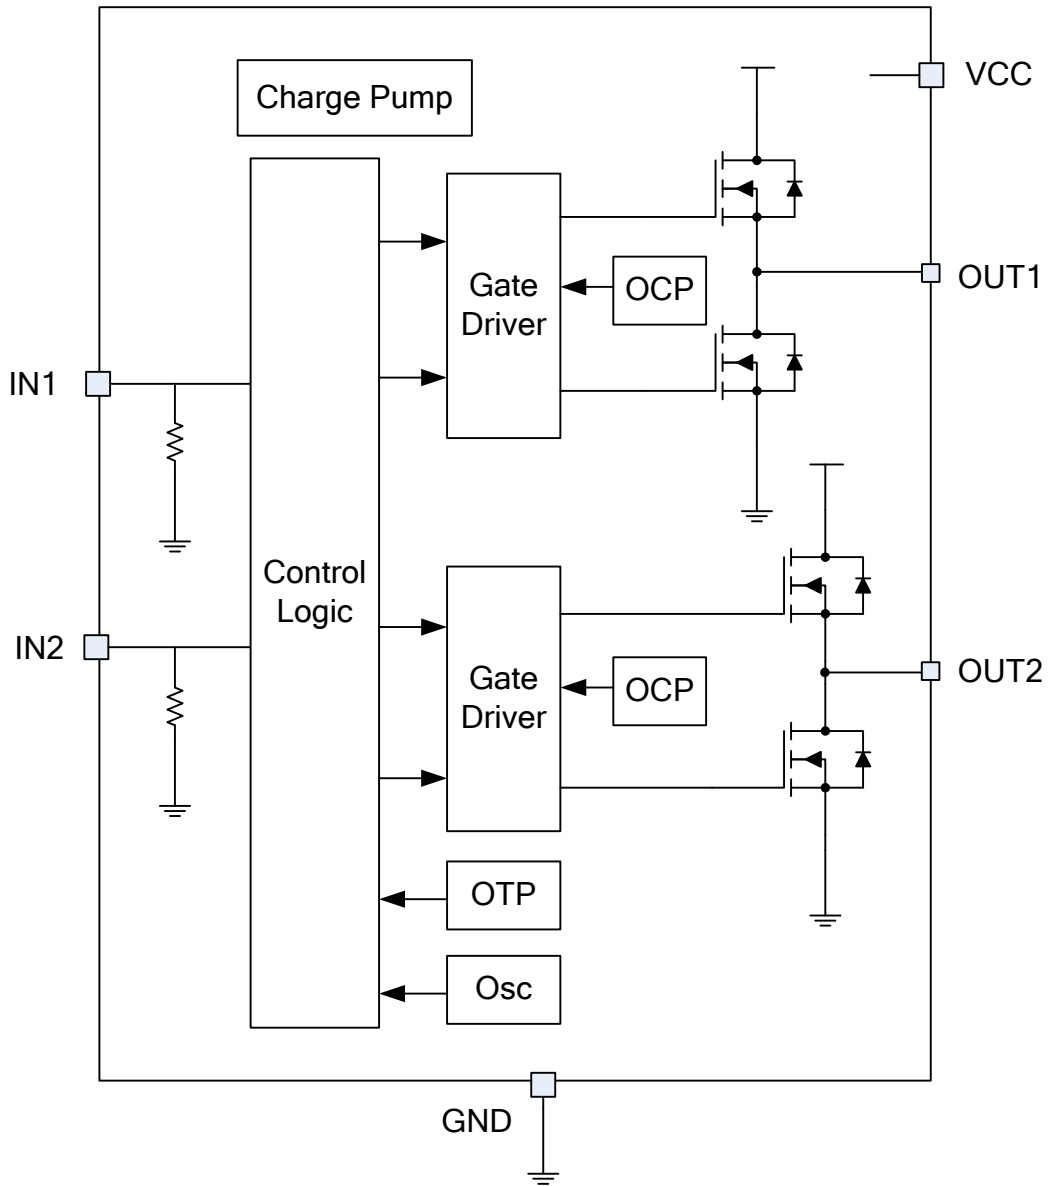 VCC
Charge Pump
Gate
Driver
OCP
OUT1
IN1
Control
Logic
IN2
Gate
Driver
OCP
OUT2
OTP
Osc
GND